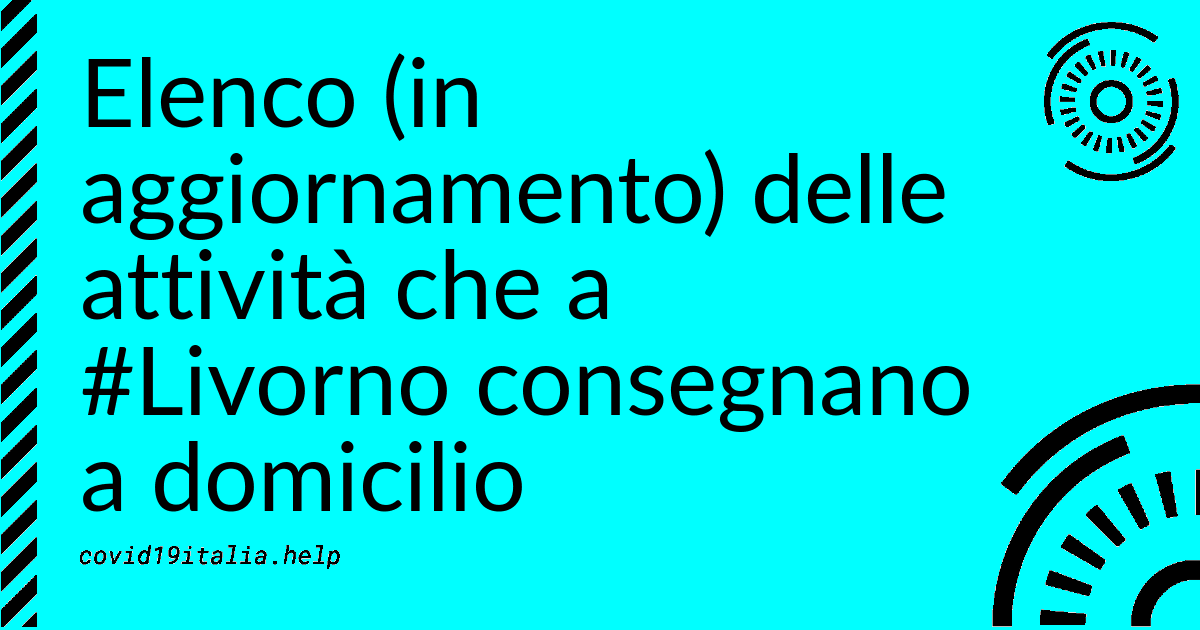 Elenco (in
aggiornamento) delle
attività che a
#Livorno consegnano
a domicilio
covid19italia.help